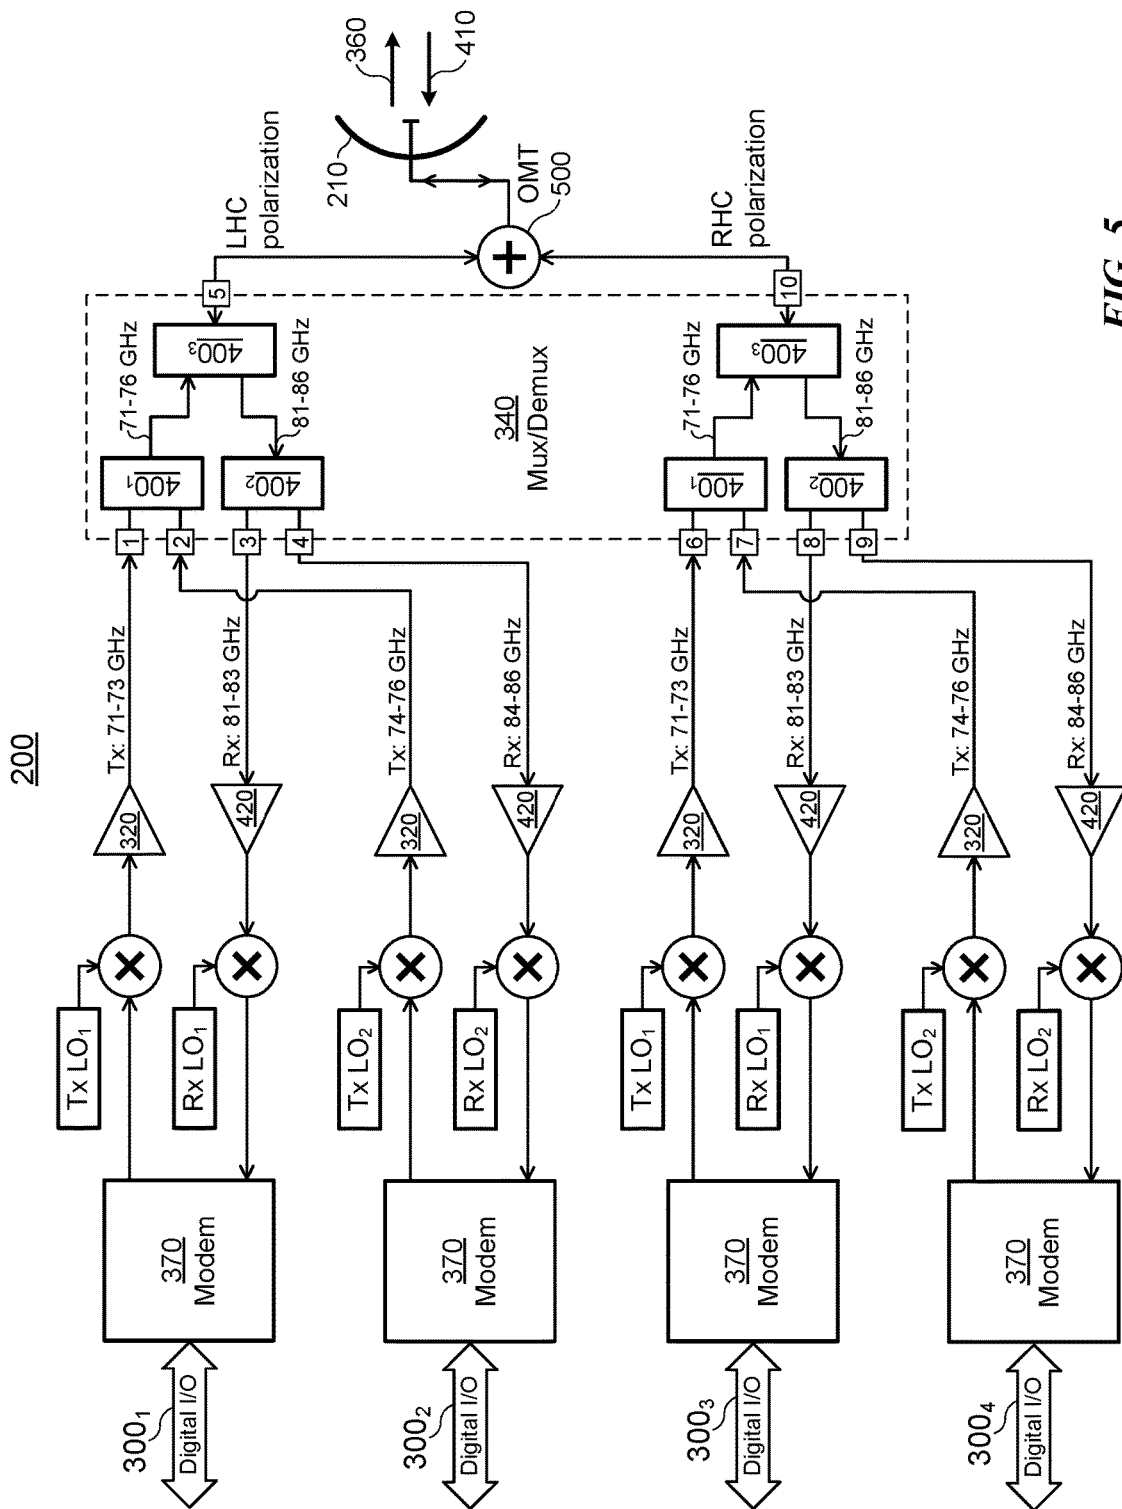 200
300₁
Digital I/O
370
Modem
Tx LO₁
Rx LO₁
320
420
Tx: 71-73 GHz
Rx: 81-83 GHz
300₂
Digital I/O
370
Modem
Tx LO₂
Rx LO₂
320
420
Tx: 74-76 GHz
Rx: 84-86 GHz
300₃
Digital I/O
370
Modem
Tx LO₁
Rx LO₁
320
420
Tx: 71-73 GHz
Rx: 81-83 GHz
300₄
Digital I/O
370
Modem
Tx LO₂
Rx LO₂
320
420
Tx: 74-76 GHz
Rx: 84-86 GHz
1
2
3
4
400₁
400₂
71-76 GHz
81-86 GHz
400₃
5
340
Mux/Demux
6
7
8
9
400₁
400₂
71-76 GHz
81-86 GHz
400₃
10
LHC
polarization
RHC
polarization
OMT
500
210
360
410
FIG. 5